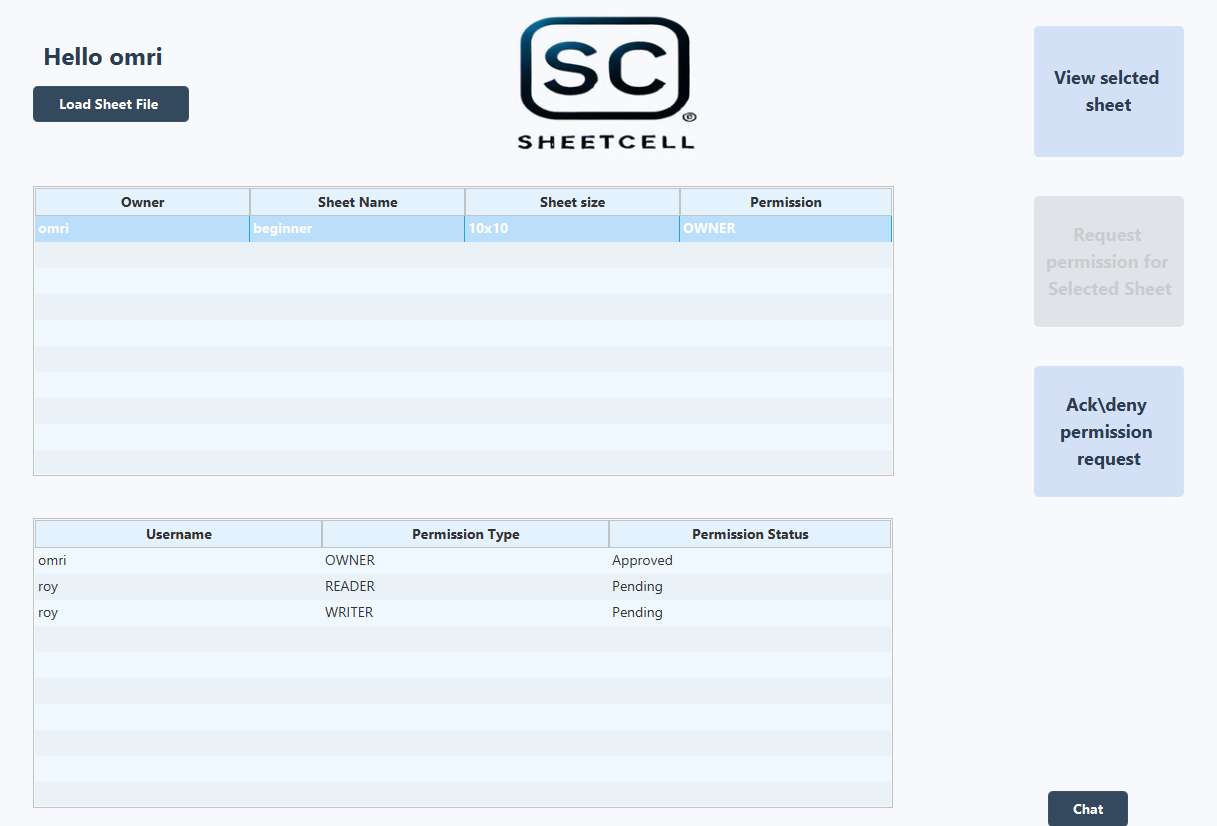 Hello omri
Load Sheet File
SC
©
SHEETCELL
View selcted
sheet
Request
permission for
Selected Sheet
Ack\deny
permission
request
Owner Sheet Name Sheet size Permission
omri beginner 10x10 OWNER
Username Permission Type Permission Status
omri OWNER Approved
roy READER Pending
roy WRITER Pending
Chat